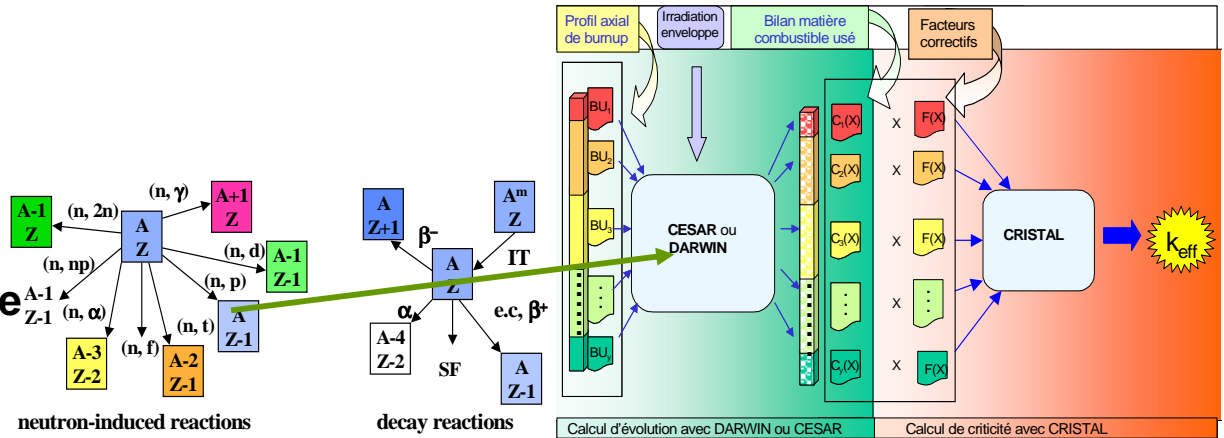 (n, 2n)
(n, γ)
A-1
Z
A
Z
A+1
Z
(n, d)
A-1
Z-1
(n, np)
(n, p)
e
A-1
Z-1
(n, α)
(n, f)
(n, t)
A
Z-1
A-3
Z-2
A-2
Z-1
neutron-induced reactions
A
Z+1
β–
A^m
Z
IT
A
Z
α
e.c, β+
A-4
Z-2
SF
A
Z-1
decay reactions
Profil axial
de burnup
Irradiation
enveloppe
Bilan matière
combustible usé
Facteurs
correctifs
BU1
BU2
BU3
BUy
CESAR ou
DARWIN
C1(X) X F(X)
C2(X) X F(X)
C3(X) X F(X)
X
Cy(X) X F(X)
CRISTAL
keff
Calcul d'évolution avec DARWIN ou CESAR
Calcul de criticité avec CRISTAL